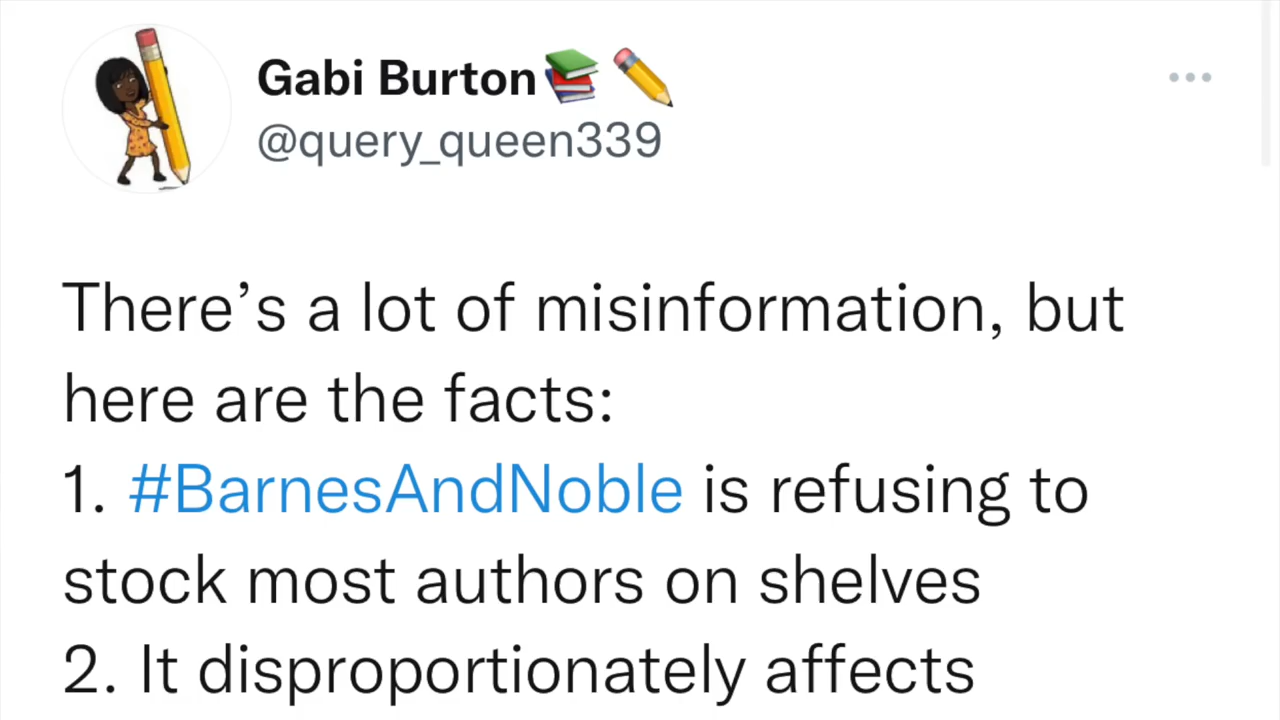 Gabi Burton📚✏️
@query_queen339
There’s a lot of misinformation, but
here are the facts:
1. #BarnesAndNoble is refusing to
stock most authors on shelves
2. It disproportionately affects